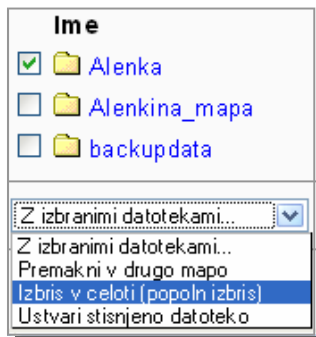 Ime
Alenka
Alenkina_mapa
backupdata
Z izbranimi datotekami...
Z izbranimi datotekami...
Premakni v drugo mapo
Izbris v celoti (popoln izbris)
Ustvari stisnjeno datoteko